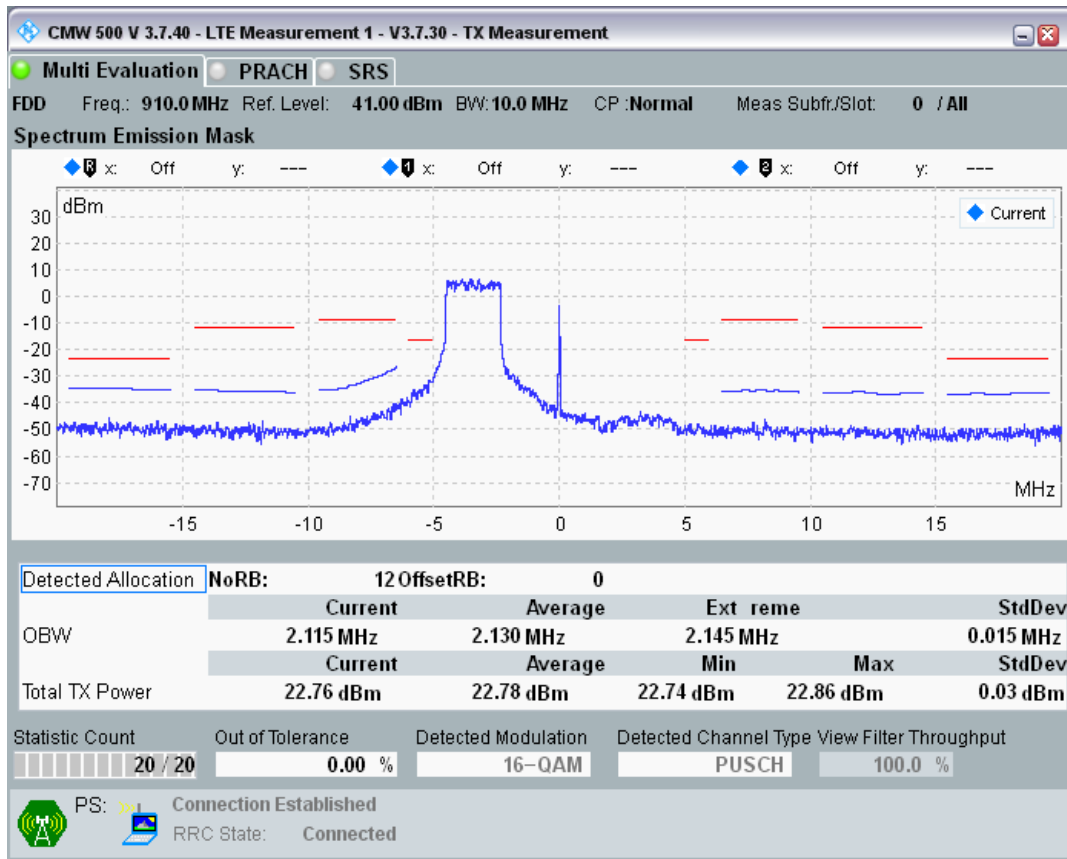 CMW 500 V 3.7.40 - LTE Measurement 1 - V3.7.30 - TX Measurement
Multi Evaluation PRACH SRS
FDD Freq.: 910.0 MHz Ref. Level: 41.00 dBm BW: 10.0 MHz CP :Normal Meas Subfr./Slot: 0 / All
Spectrum Emission Mask
R x: Off y: --- 1 x: Off y: --- 2 x: Off y: ---
dBm
Current
30
20
10
0
-10
-20
-30
-40
-50
-60
-70
MHz
-15 -10 -5 0 5 10 15
Detected Allocation NoRB: 12 OffsetRB: 0
Current Average Ext reme StdDev
OBW 2.115 MHz 2.130 MHz 2.145 MHz 0.015 MHz
Current Average Min Max StdDev
Total TX Power 22.76 dBm 22.78 dBm 22.74 dBm 22.86 dBm 0.03 dBm
Statistic Count Out of Tolerance Detected Modulation Detected Channel Type View Filter Throughput
20 / 20 0.00 % 16-QAM PUSCH 100.0 %
PS: Connection Established
RRC State: Connected